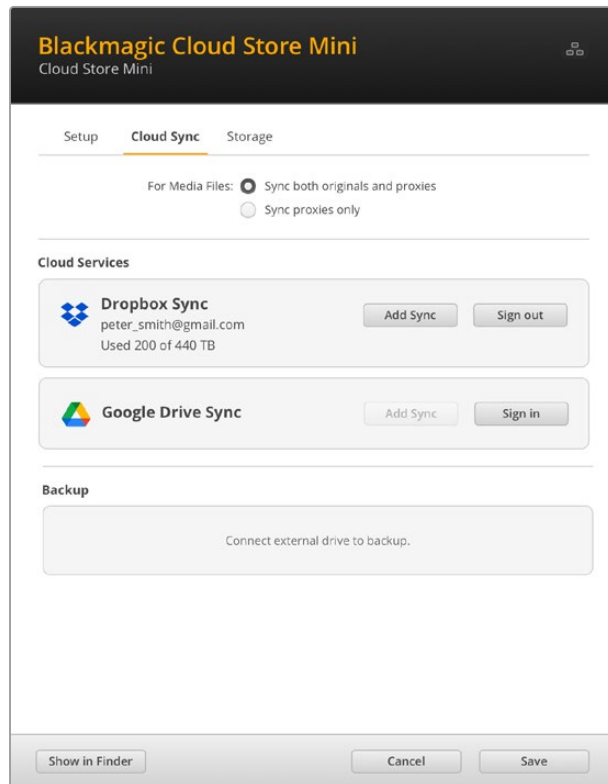 Blackmagic Cloud Store Mini
Cloud Store Mini
Setup Cloud Sync Storage
For Media Files: Sync both originals and proxies
Sync proxies only
Cloud Services
Dropbox Sync
peter_smith@gmail.com
Used 200 of 440 TB
Add Sync Sign out
Google Drive Sync Add Sync Sign in
Backup
Connect external drive to backup.
Show in Finder Cancel Save